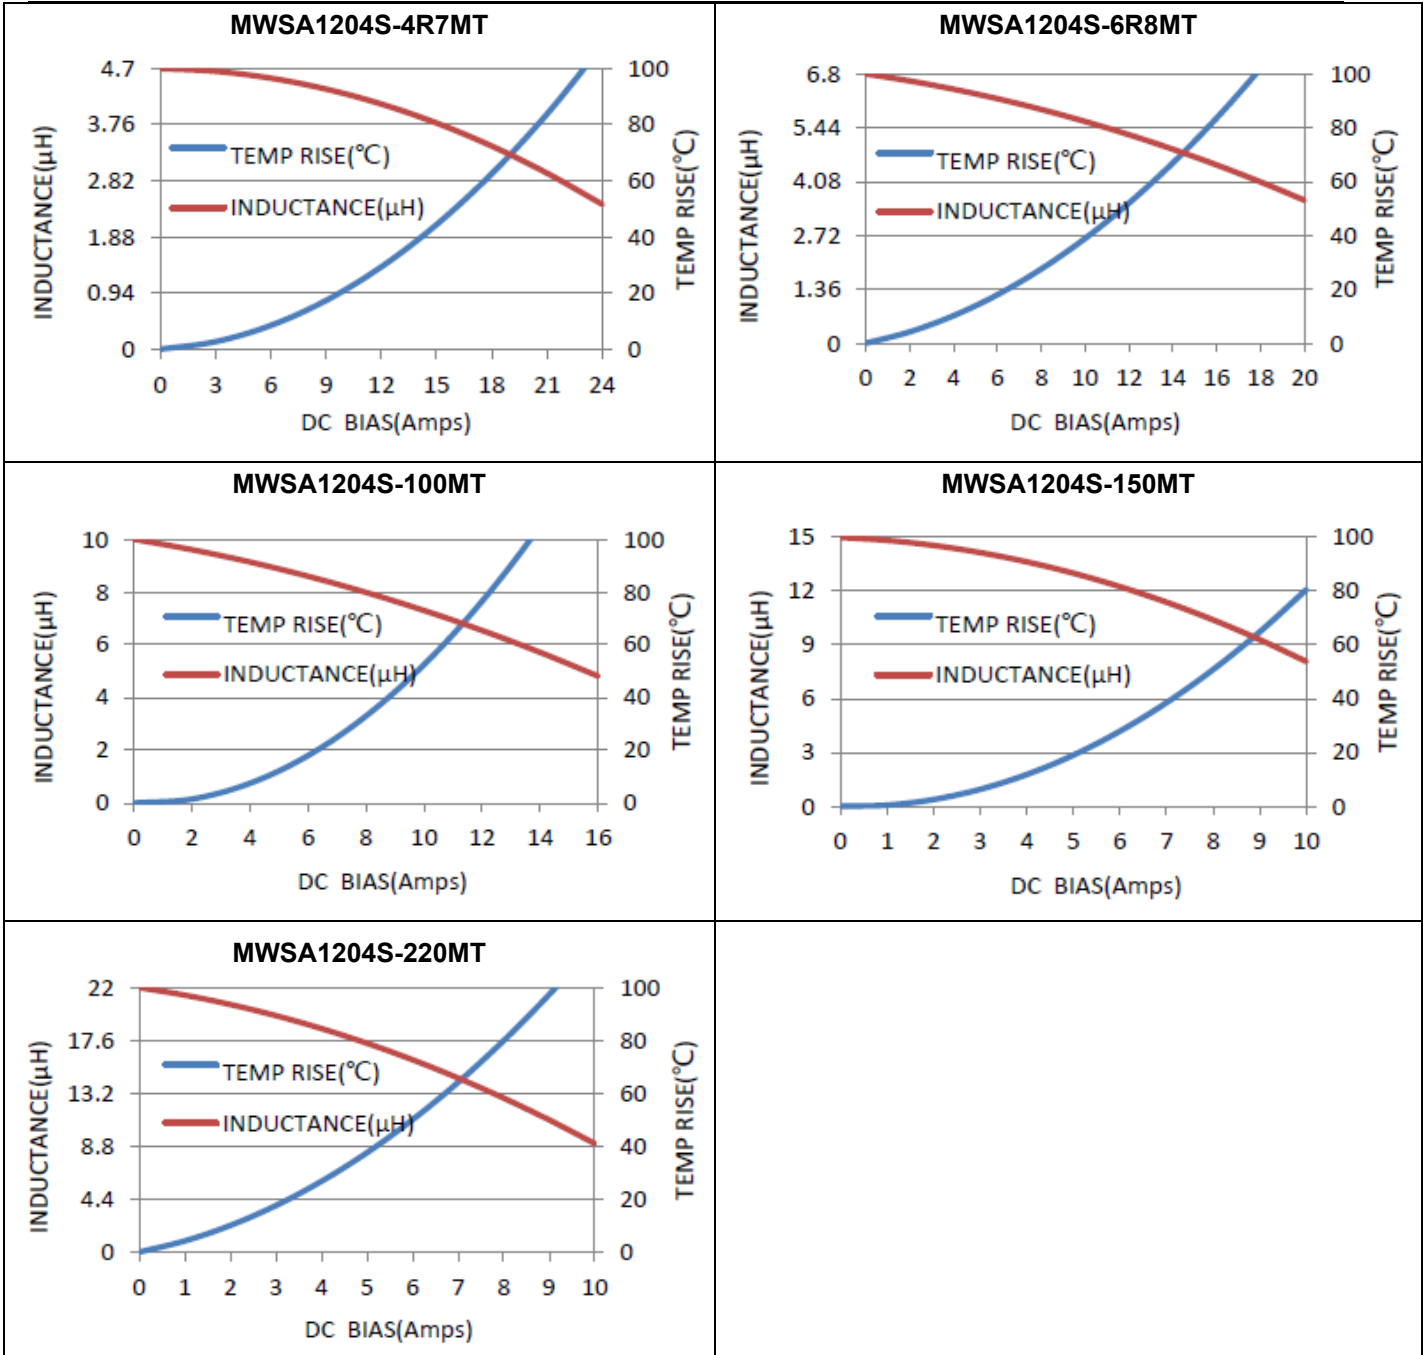 MWSA1204S-4R7MT
4.7
3.76
2.82
1.88
0.94
0
100
80
60
40
20
0
0 3 6 9 12 15 18 21 24
INDUCTANCE(μH)
TEMP RISE(℃)
TEMP RISE(℃)
INDUCTANCE(μH)
DC BIAS(Amps)
MWSA1204S-6R8MT
6.8
5.44
4.08
2.72
1.36
0
100
80
60
40
20
0
0 2 4 6 8 10 12 14 16 18 20
INDUCTANCE(μH)
TEMP RISE(℃)
TEMP RISE(℃)
INDUCTANCE(μH)
DC BIAS(Amps)
MWSA1204S-100MT
10
8
6
4
2
0
100
80
60
40
20
0
0 2 4 6 8 10 12 14 16
INDUCTANCE(μH)
TEMP RISE(℃)
TEMP RISE(℃)
INDUCTANCE(μH)
DC BIAS(Amps)
MWSA1204S-150MT
15
12
9
6
3
0
100
80
60
40
20
0
0 1 2 3 4 5 6 7 8 9 10
INDUCTANCE(μH)
TEMP RISE(℃)
TEMP RISE(℃)
INDUCTANCE(μH)
DC BIAS(Amps)
MWSA1204S-220MT
22
17.6
13.2
8.8
4.4
0
100
80
60
40
20
0
0 1 2 3 4 5 6 7 8 9 10
INDUCTANCE(μH)
TEMP RISE(℃)
TEMP RISE(℃)
INDUCTANCE(μH)
DC BIAS(Amps)